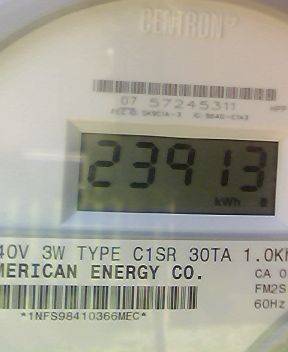 CENTRON
07 57245311
23913
kWh
40V 3W TYPE C1SR 30TA 1.0Kh
MERICAN ENERGY CO.
CA 0
FM2S
60Hz
*1NFS98410366MEC*